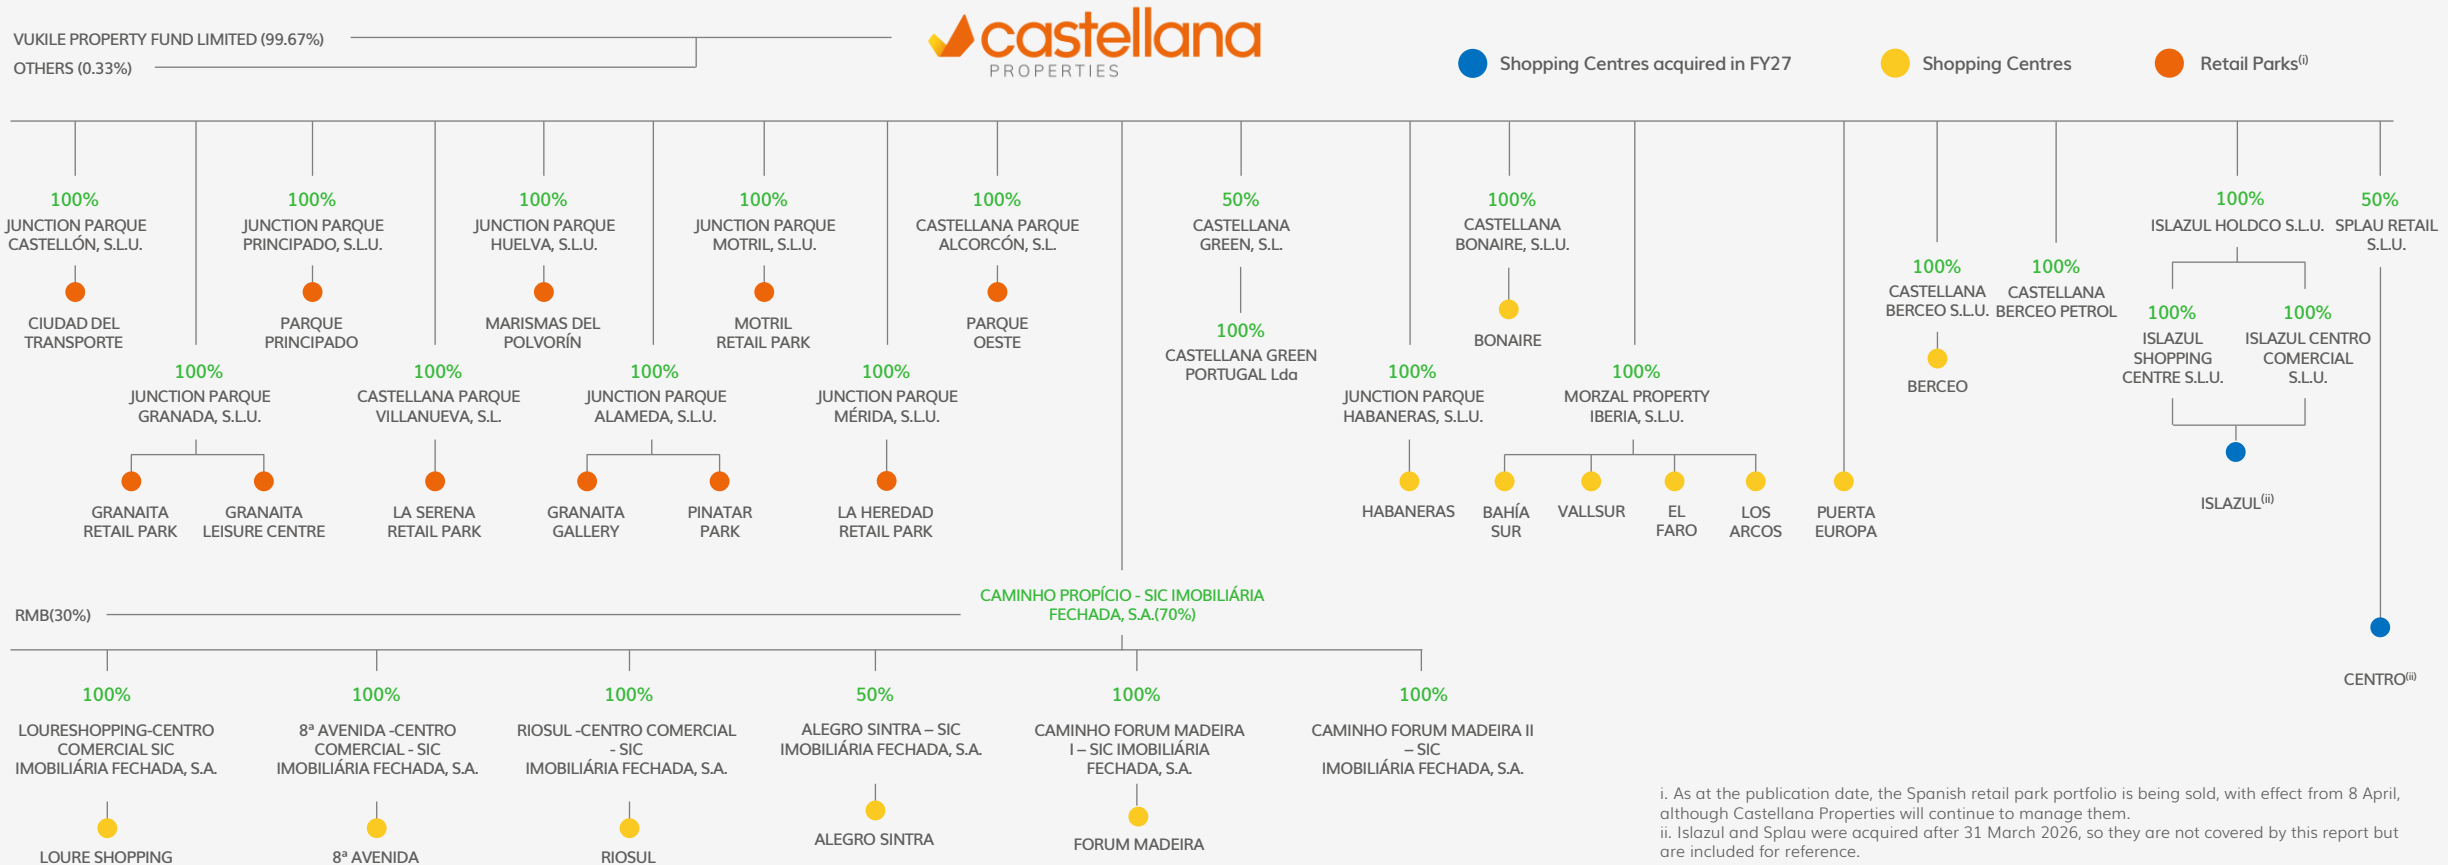 VUKILE PROPERTY FUND LIMITED (99.67%)
OTHERS (0.33%)
castellana
PROPERTIES
Shopping Centres acquired in FY27
Shopping Centres
Retail Parks(i)
100%
JUNCTION PARQUE
CASTELLÓN, S.L.U.
CIUDAD DEL
TRANSPORTE
100%
JUNCTION PARQUE
GRANADA, S.L.U.
GRANAITA
RETAIL PARK
GRANAITA
LEISURE CENTRE
100%
JUNCTION PARQUE
PRINCIPADO, S.L.U.
PARQUE
PRINCIPADO
100%
CASTELLANA PARQUE
VILLANUEVA, S.L.
LA SERENA
RETAIL PARK
100%
JUNCTION PARQUE
HUELVA, S.L.U.
MARISMAS DEL
POLVORÍN
100%
JUNCTION PARQUE
ALAMEDA, S.L.U.
GRANAITA
GALLERY
PINATAR
PARK
100%
JUNCTION PARQUE
MOTRIL, S.L.U.
MOTRIL
RETAIL PARK
100%
JUNCTION PARQUE
MÉRIDA, S.L.U.
LA HEREDAD
RETAIL PARK
100%
CASTELLANA PARQUE
ALCORCÓN, S.L.
PARQUE
OESTE
50%
CASTELLANA
GREEN, S.L.
100%
CASTELLANA GREEN
PORTUGAL Lda
100%
JUNCTION PARQUE
HABANERAS, S.L.U.
HABANERAS
100%
CASTELLANA
BONAIRE, S.L.U.
BONAIRE
100%
MORZAL PROPERTY
IBERIA, S.L.U.
BAHÍA
SUR
VALLSUR
EL
FARO
LOS
ARCOS
PUERTA
EUROPA
100%
CASTELLANA
BERCEO S.L.U.
BERCEO
100%
CASTELLANA
BERCEO PETROL
100%
ISLAZUL HOLDCO S.L.U.
100%
ISLAZUL
SHOPPING
CENTRE S.L.U.
100%
ISLAZUL CENTRO
COMERCIAL
S.L.U.
ISLAZUL(ii)
50%
SPLAU RETAIL
S.L.U.
CENTRO(ii)
RMB(30%)
CAMINHO PROPÍCIO - SIC IMOBILIÁRIA
FECHADA, S.A.(70%)
100%
LOURESHOPPING-CENTRO
COMERCIAL SIC
IMOBILIÁRIA FECHADA, S.A.
LOURE SHOPPING
100%
8ª AVENIDA -CENTRO
COMERCIAL - SIC
IMOBILIÁRIA FECHADA, S.A.
8ª AVENIDA
100%
RIOSUL -CENTRO COMERCIAL
- SIC
IMOBILIÁRIA FECHADA, S.A.
RIOSUL
50%
ALEGRO SINTRA – SIC
IMOBILIÁRIA FECHADA, S.A.
ALEGRO SINTRA
100%
CAMINHO FORUM MADEIRA
I – SIC IMOBILIÁRIA
FECHADA, S.A.
FORUM MADEIRA
100%
CAMINHO FORUM MADEIRA II
– SIC
IMOBILIÁRIA FECHADA, S.A.
i. As at the publication date, the Spanish retail park portfolio is being sold, with effect from 8 April,
although Castellana Properties will continue to manage them.
ii. Islazul and Splau were acquired after 31 March 2026, so they are not covered by this report but
are included for reference.